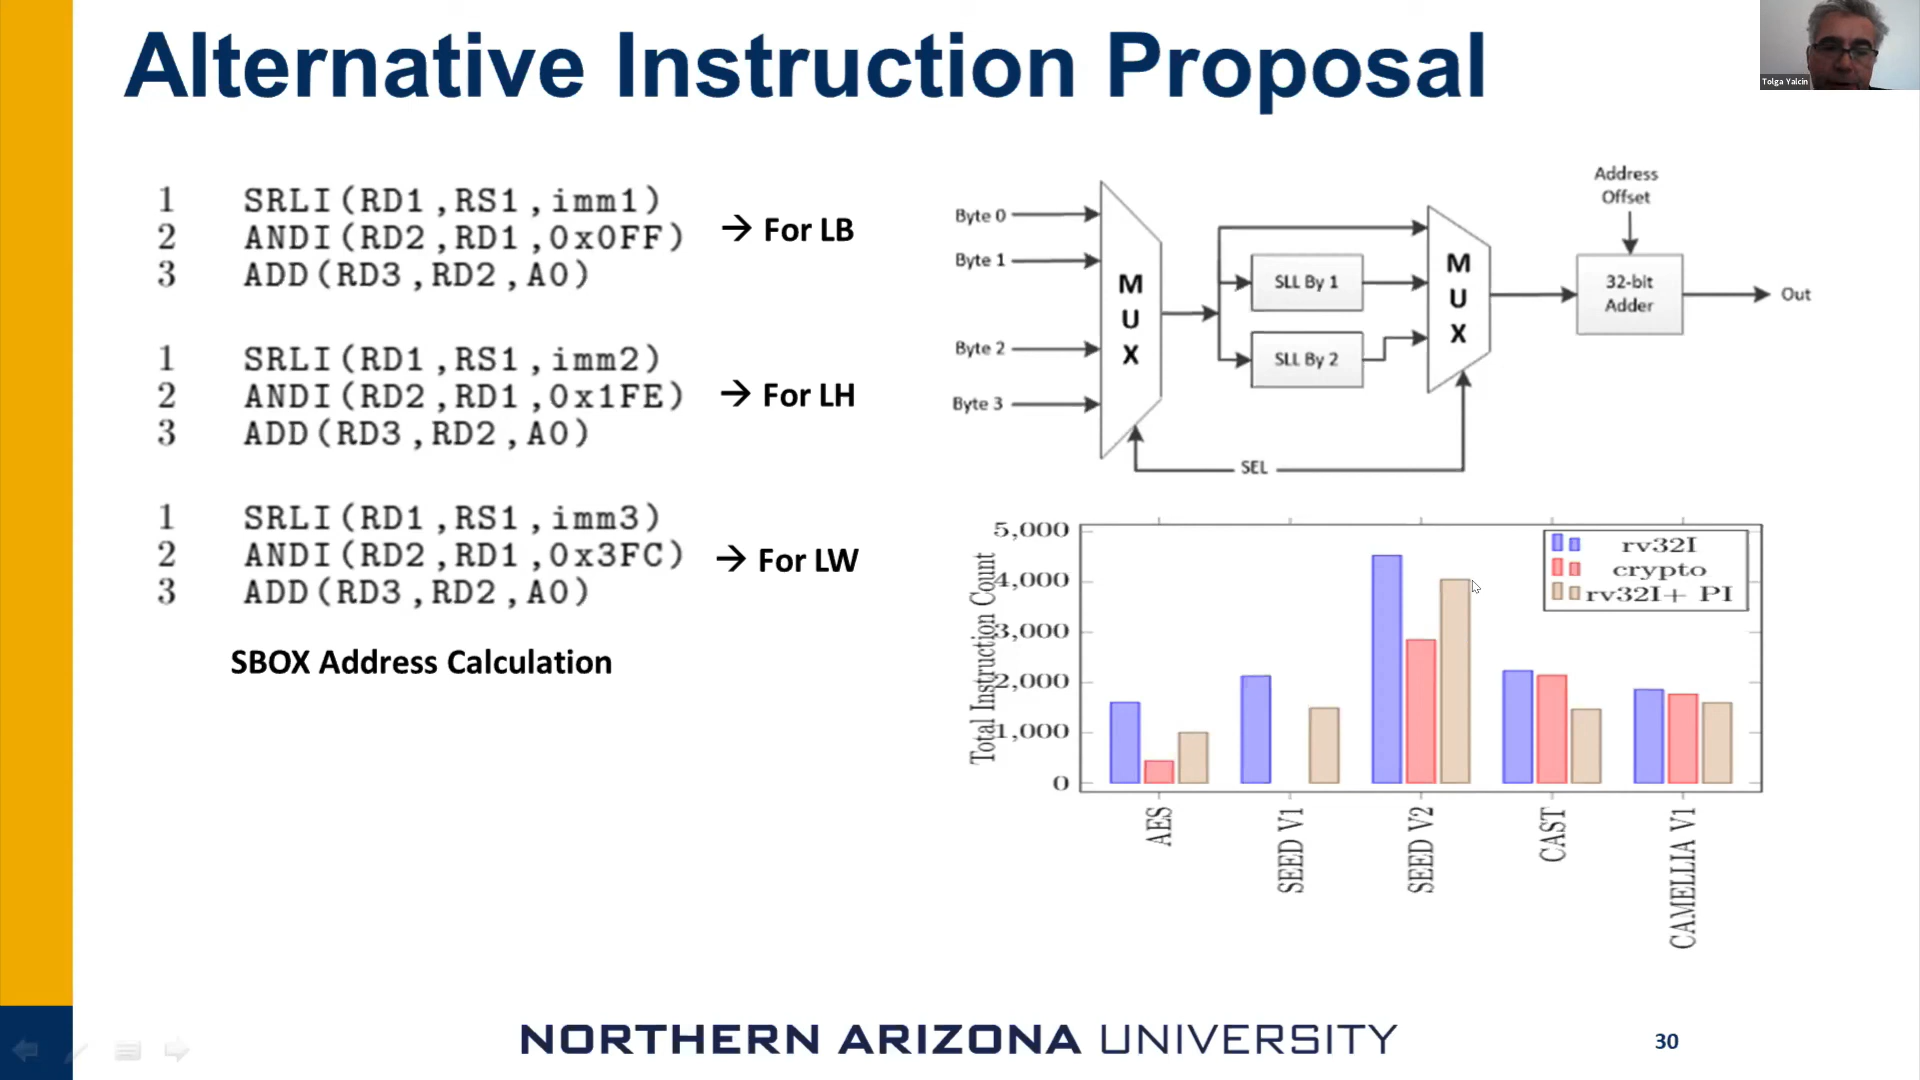 Alternative Instruction Proposal
Tolga Yalcin
1 SRLI(RD1,RS1,imm1)
2 ANDI(RD2,RD1,0x0FF)
3 ADD(RD3,RD2,A0)
→ For LB
1 SRLI(RD1,RS1,imm2)
2 ANDI(RD2,RD1,0x1FE)
3 ADD(RD3,RD2,A0)
→ For LH
1 SRLI(RD1,RS1,imm3)
2 ANDI(RD2,RD1,0x3FC)
3 ADD(RD3,RD2,A0)
→ For LW
SBOX Address Calculation
Byte 0
Byte 1
Byte 2
Byte 3
MUX
SLL By 1
SLL By 2
MUX
SEL
Address
Offset
32-bit
Adder
Out
Total Instruction Count
5,000
4,000
3,000
2,000
1,000
0
rv32I
crypto
rv32I+ PI
AES
SEED V1
SEED V2
CAST
CAMELLIA V1
NORTHERN ARIZONA UNIVERSITY
30